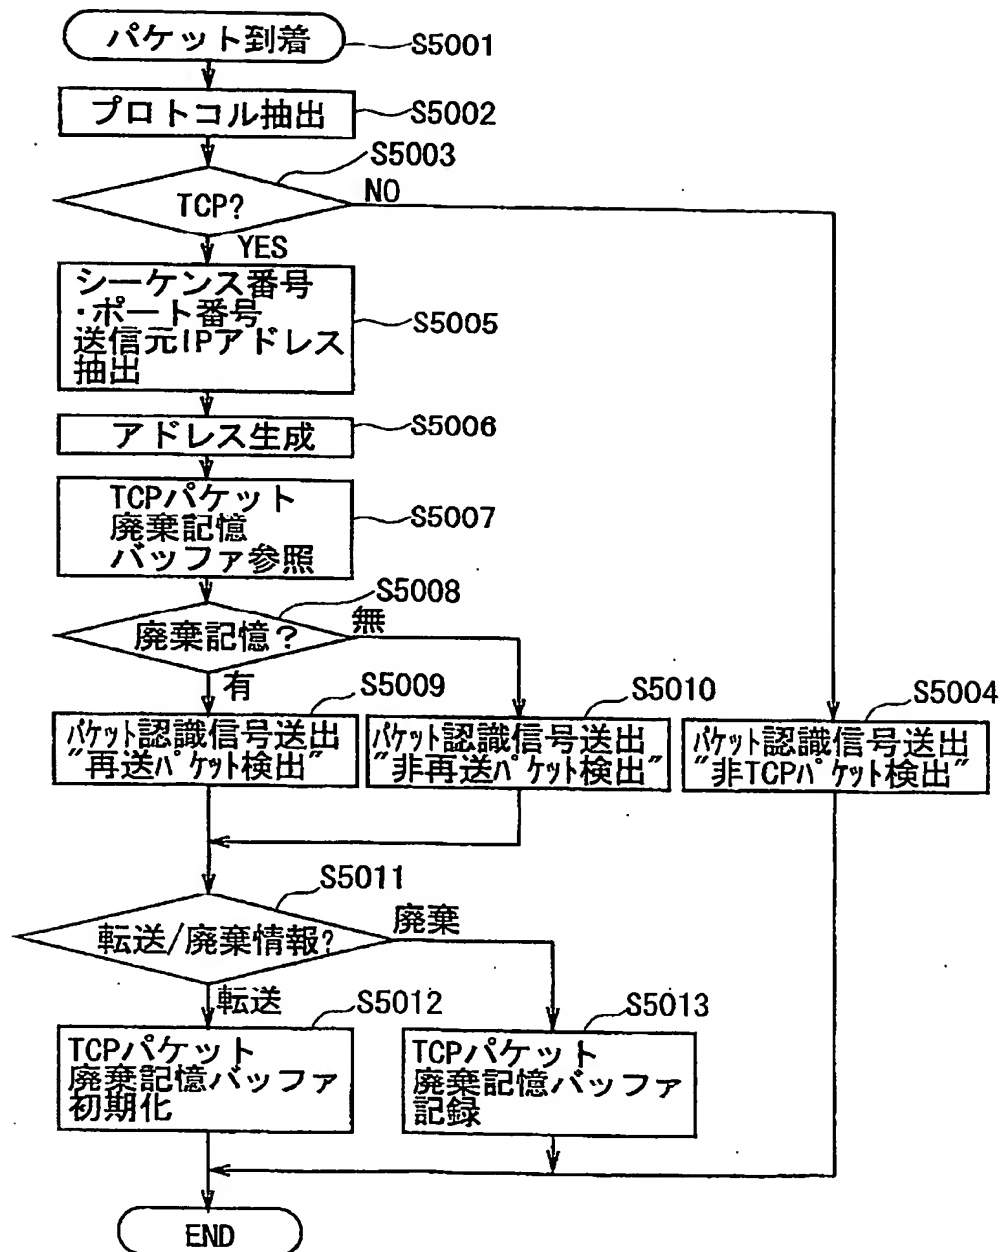 パケット到着
S5001
プロトコル抽出
S5002
S5003
TCP?
NO
YES
シーケンス番号
・ポート番号
送信元IPアドレス
抽出
S5005
アドレス生成
S5006
TCPパケット
廃棄記憶
バッファ参照
S5007
S5008
廃棄記憶?
無
有
S5009
S5010
S5004
パケット認識信号送出
"再送パケット検出"
パケット認識信号送出
"非再送パケット検出"
パケット認識信号送出
"非TCPパケット検出"
S5011
転送/廃棄情報?
廃棄
転送
S5012
S5013
TCPパケット
廃棄記憶バッファ
初期化
TCPパケット
廃棄記憶バッファ
記録
END